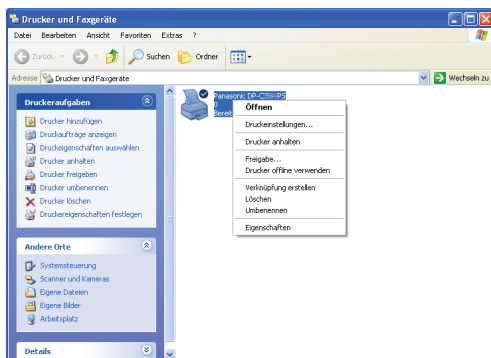 Drucker und Faxgeräte
Datei Bearbeiten Ansicht Favoriten Extras ?
Zurück Suchen Ordner
Adresse Drucker und Faxgeräte Wechseln zu
Druckeraufgaben
Drucker hinzufügen
Druckaufträge anzeigen
Druckeigenschaften auswählen
Drucker anhalten
Drucker freigeben
Drucker umbenennen
Drucker löschen
Druckereigenschaften festlegen
Andere Orte
Systemsteuerung
Scanner und Kameras
Eigene Dateien
Eigene Bilder
Arbeitsplatz
Details
Panasonic DP-C PS
0
Bereit
Öffnen
Druckeinstellungen...
Drucker anhalten
Freigabe...
Drucker offline verwenden
Verknüpfung erstellen
Löschen
Umbenennen
Eigenschaften